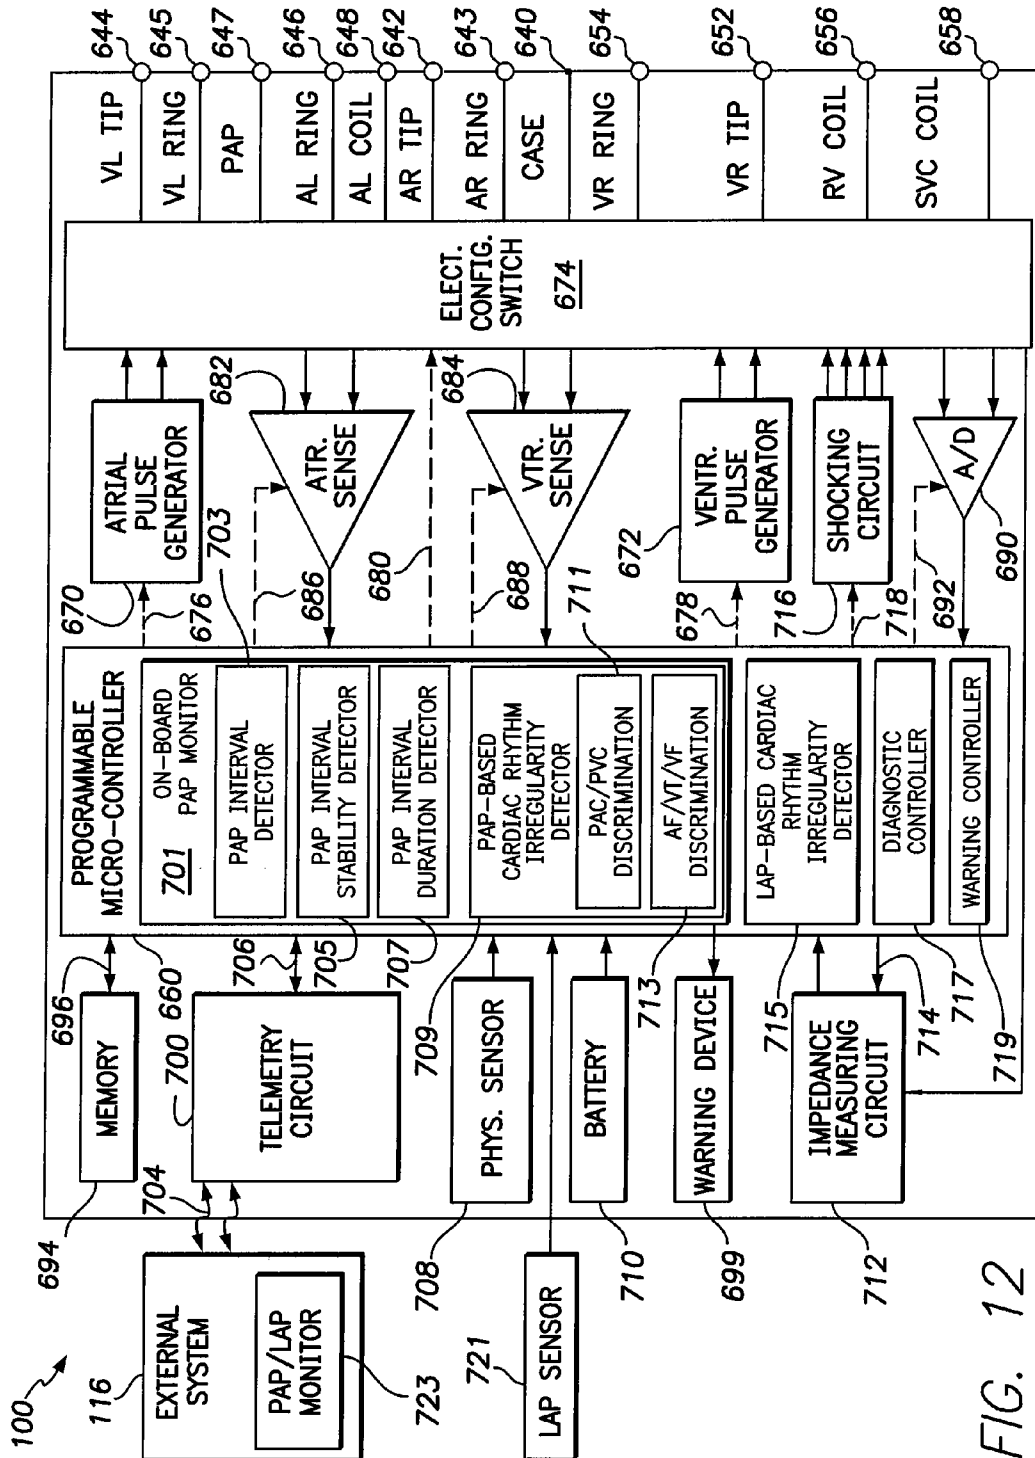 FIG. 12
100
116
EXTERNAL
SYSTEM
PAP/LAP
MONITOR
723
704
721
LAP SENSOR
694
MEMORY
696
660
700
TELEMETRY
CIRCUIT
706
708
PHYS. SENSOR
710
BATTERY
699
WARNING DEVICE
712
IMPEDANCE
MEASURING
CIRCUIT
714
PROGRAMMABLE
MICRO-CONTROLLER
701
ON-BOARD
PAP MONITOR
PAP INTERVAL
DETECTOR
703
PAP INTERVAL
STABILITY DETECTOR
705
PAP INTERVAL
DURATION DETECTOR
707
PAP-BASED
CARDIAC RHYTHM
IRREGULARITY
DETECTOR
709
PAC/PVC
DISCRIMINATION
711
AF/VT/VF
DISCRIMINATION
713
LAP-BASED CARDIAC
RHYTHM
IRREGULARITY
DETECTOR
715
DIAGNOSTIC
CONTROLLER
717
WARNING CONTROLLER
719
670
ATRIAL
PULSE
GENERATOR
676
682
ATR.
SENSE
686
680
684
VTR.
SENSE
688
672
VENTR.
PULSE
GENERATOR
678
716
SHOCKING
CIRCUIT
718
A/D
690
692
ELECT.
CONFIG.
SWITCH
674
VL TIP
644
VL RING
645
PAP
647
AL RING
646
AL COIL
648
AR TIP
642
AR RING
643
CASE
640
VR RING
654
VR TIP
652
RV COIL
656
SVC COIL
658